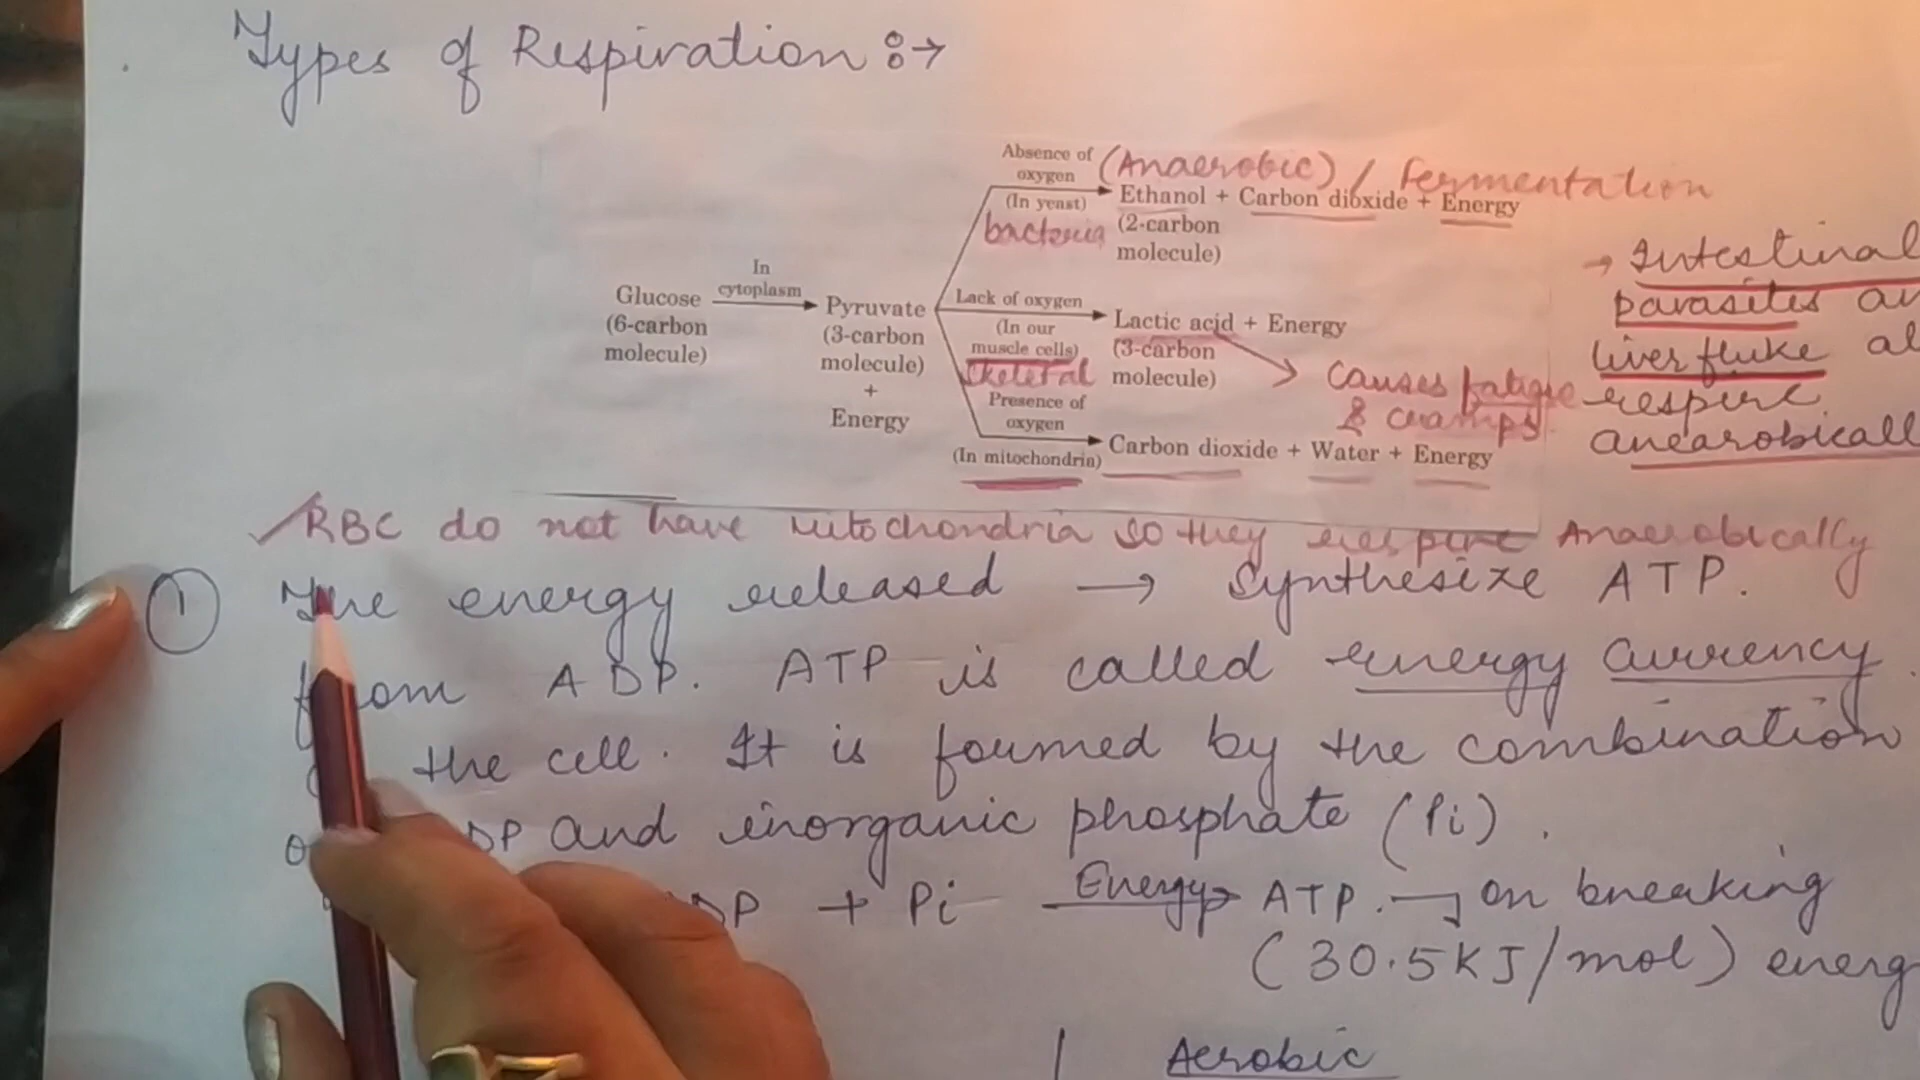 Types of Respiration :→
Absence of
oxygen
(Anaerobic) / Fermentation
(In yeast)
bacteria
Ethanol + Carbon dioxide + Energy
(2-carbon
molecule)
Glucose
(6-carbon
molecule)
In
cytoplasm
Pyruvate
(3-carbon
molecule)
+
Energy
Lack of oxygen
(In our
muscle cells)
Skeletal
Lactic acid + Energy
(3-carbon
molecule)
Causes fatigue
& cramps.
Presence of
oxygen
(In mitochondria)
Carbon dioxide + Water + Energy
→ Intestinal
parasites
liver fluke
respire
anearobicall
RBC do not have mitochondria so they respire Anaerobically
① The energy released → Synthesize ATP.
from ADP. ATP is called energy currency.
the cell. It is formed by the combination
DP and inorganic phosphate (Pi).
DP + Pi Energy→ ATP. → on breaking
(30.5KJ/mol) energ
Aerobic